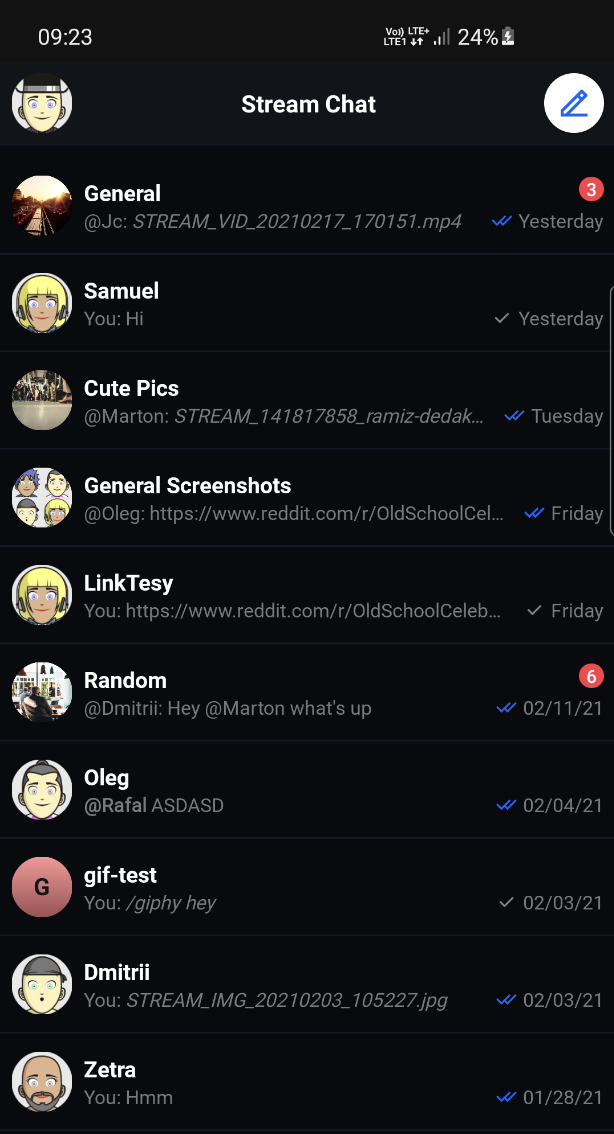 09:23
Vo)) LTE+
LTE1
24%
Stream Chat
General
3
@Jc: STREAM_VID_20210217_170151.mp4
Yesterday
Samuel
You: Hi
Yesterday
Cute Pics
@Marton: STREAM_141817858_ramiz-dedak...
Tuesday
General Screenshots
@Oleg: https://www.reddit.com/r/OldSchoolCel...
Friday
LinkTesy
You: https://www.reddit.com/r/OldSchoolCeleb...
Friday
Random
6
@Dmitrii: Hey @Marton what's up
02/11/21
Oleg
@Rafal ASDASD
02/04/21
G
gif-test
You: /giphy hey
02/03/21
Dmitrii
You: STREAM_IMG_20210203_105227.jpg
02/03/21
Zetra
You: Hmm
01/28/21